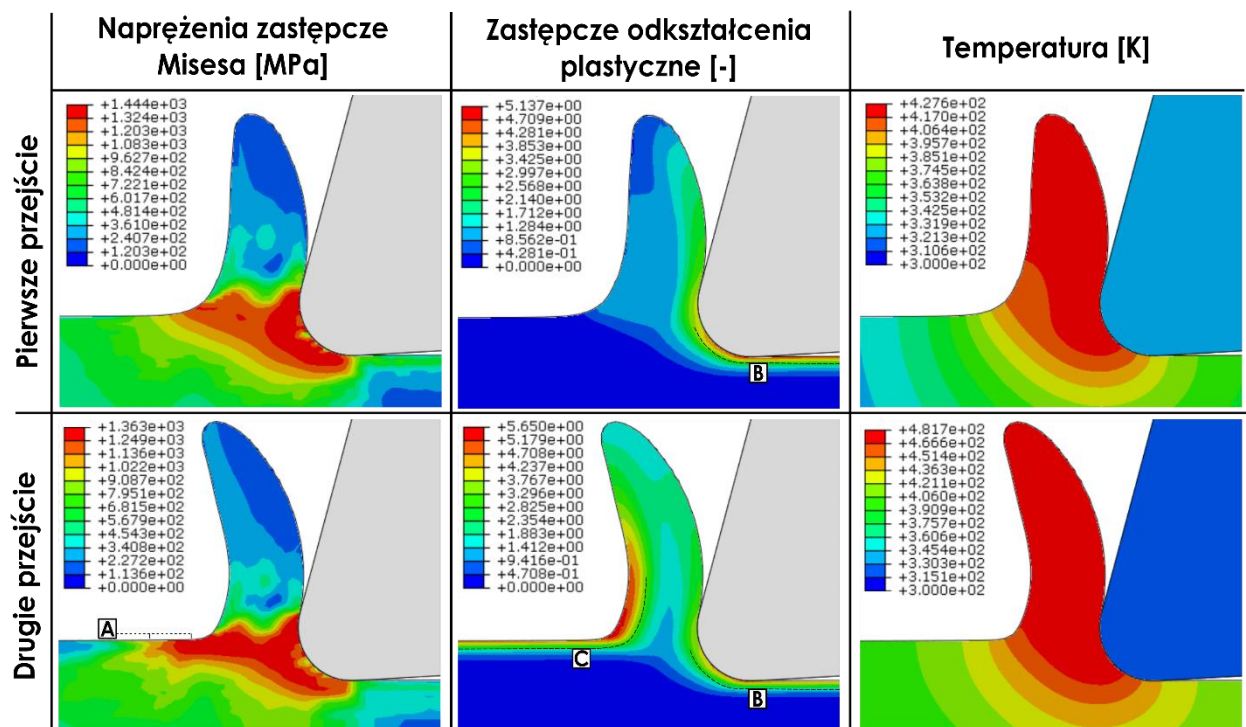 Naprężenia zastępcze
Misesa [MPa]
Zastępcze odkształcenia
plastyczne [-]
Temperatura [K]
Pierwsze przejście
+1.444e+03
+1.324e+03
+1.203e+03
+1.083e+03
+9.627e+02
+8.424e+02
+7.221e+02
+6.017e+02
+4.814e+02
+3.610e+02
+2.407e+02
+1.203e+02
+0.000e+00
+5.137e+00
+4.709e+00
+4.281e+00
+3.853e+00
+3.425e+00
+2.997e+00
+2.568e+00
+2.140e+00
+1.712e+00
+1.284e+00
+8.562e-01
+4.281e-01
+0.000e+00
B
+4.276e+02
+4.170e+02
+4.064e+02
+3.957e+02
+3.851e+02
+3.745e+02
+3.638e+02
+3.532e+02
+3.425e+02
+3.319e+02
+3.213e+02
+3.106e+02
+3.000e+02
Drugie przejście
+1.363e+03
+1.249e+03
+1.136e+03
+1.022e+03
+9.087e+02
+7.951e+02
+6.815e+02
+5.679e+02
+4.543e+02
+3.408e+02
+2.272e+02
+1.136e+02
+0.000e+00
A
+5.650e+00
+5.179e+00
+4.708e+00
+4.237e+00
+3.767e+00
+3.296e+00
+2.825e+00
+2.354e+00
+1.883e+00
+1.412e+00
+9.416e-01
+4.708e-01
+0.000e+00
C
B
+4.817e+02
+4.666e+02
+4.514e+02
+4.363e+02
+4.212e+02
+4.060e+02
+3.909e+02
+3.757e+02
+3.606e+02
+3.454e+02
+3.303e+02
+3.151e+02
+3.000e+02